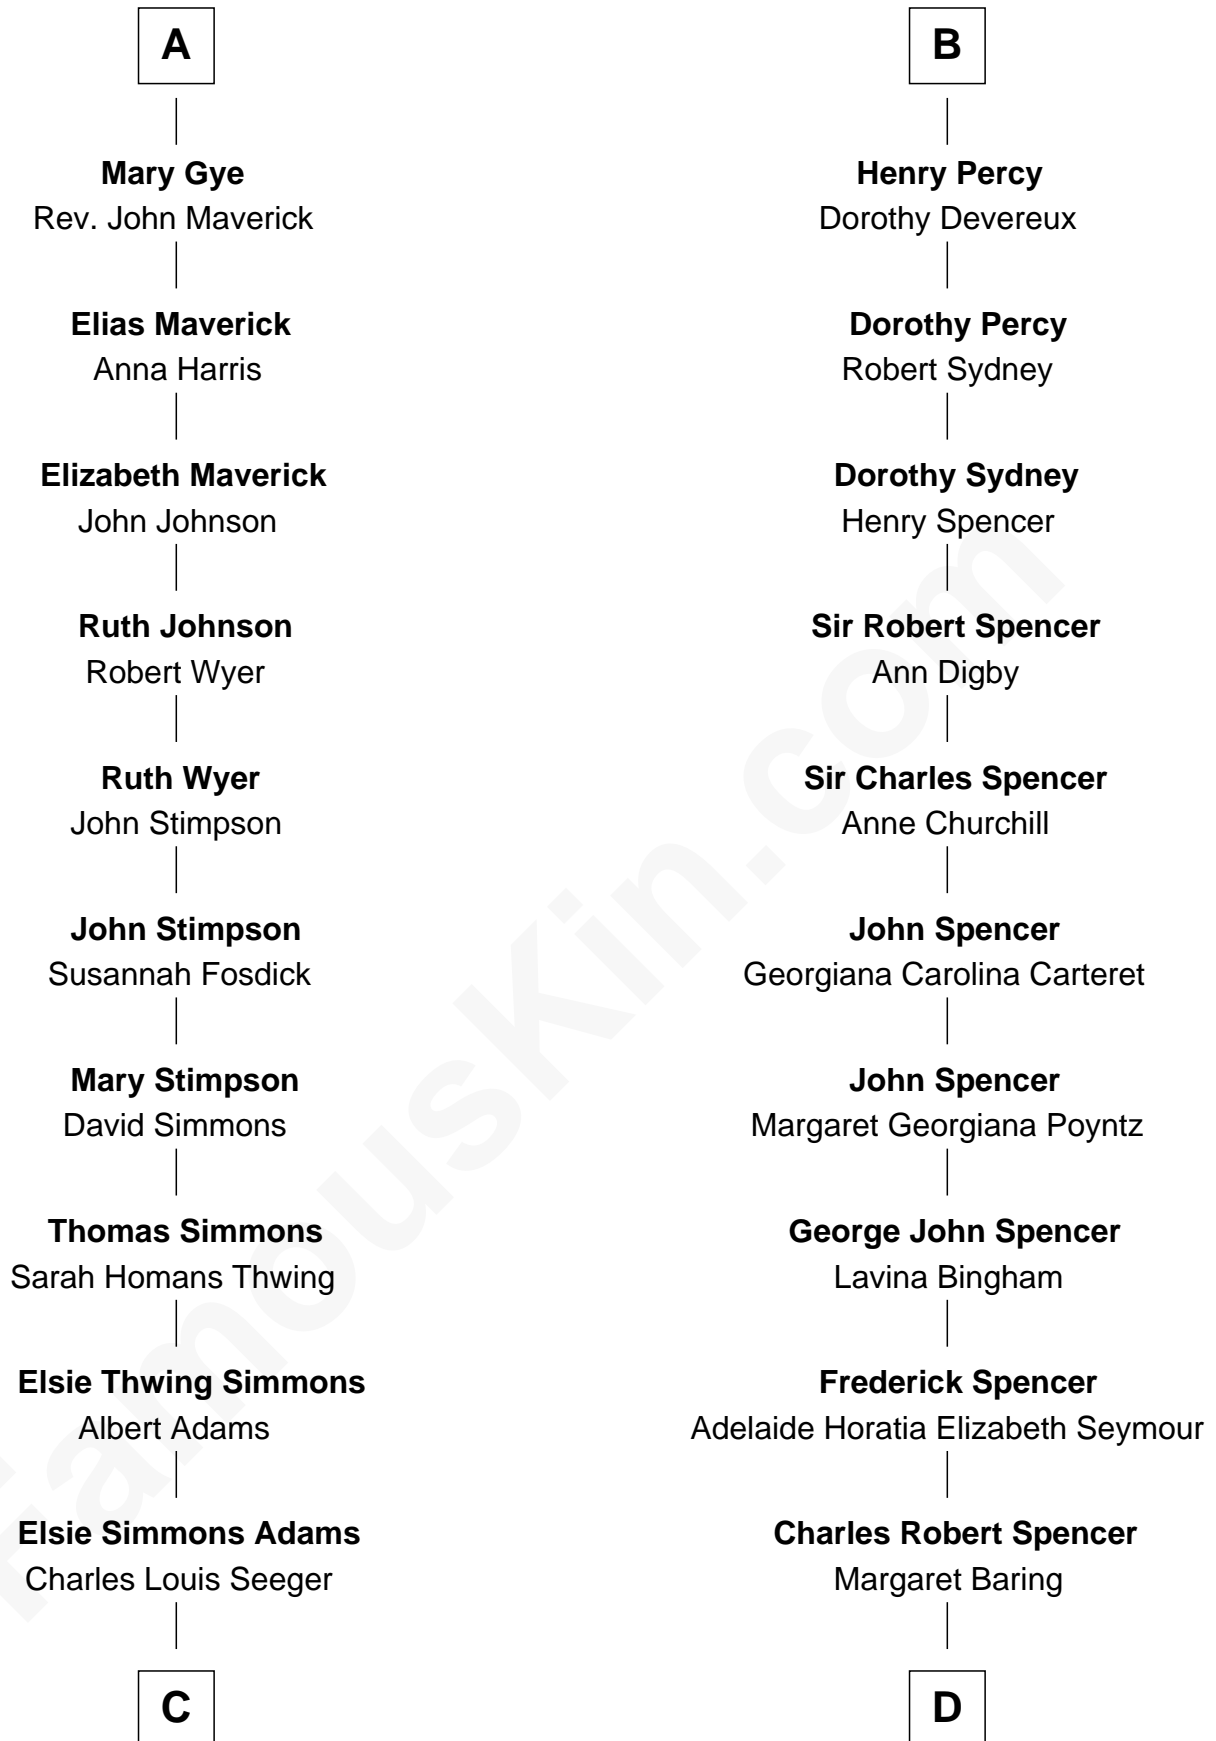 A
Mary Gye
Rev. John Maverick
Elias Maverick
Anna Harris
Elizabeth Maverick
John Johnson
Ruth Johnson
Robert Wyer
Ruth Wyer
John Stimpson
John Stimpson
Susannah Fosdick
Mary Stimpson
David Simmons
Thomas Simmons
Sarah Homans Thwing
Elsie Thwing Simmons
Albert Adams
Elsie Simmons Adams
Charles Louis Seeger
C
B
Henry Percy
Dorothy Devereux
Dorothy Percy
Robert Sydney
Dorothy Sydney
Henry Spencer
Sir Robert Spencer
Ann Digby
Sir Charles Spencer
Anne Churchill
John Spencer
Georgiana Carolina Carteret
John Spencer
Margaret Georgiana Poyntz
George John Spencer
Lavina Bingham
Frederick Spencer
Adelaide Horatia Elizabeth Seymour
Charles Robert Spencer
Margaret Baring
D
FamousKin.com